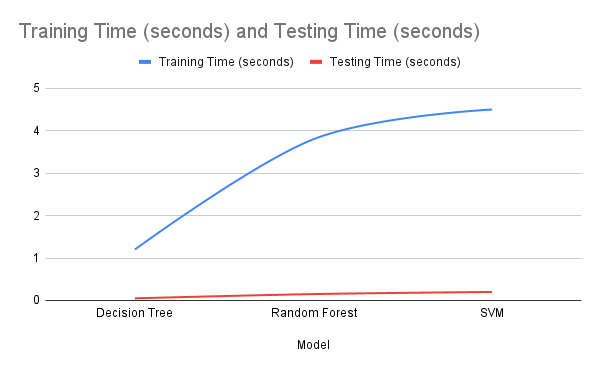 Training Time (seconds) and Testing Time (seconds)
Training Time (seconds) Testing Time (seconds)
5
4
3
2
1
0
Decision Tree Random Forest SVM
Model